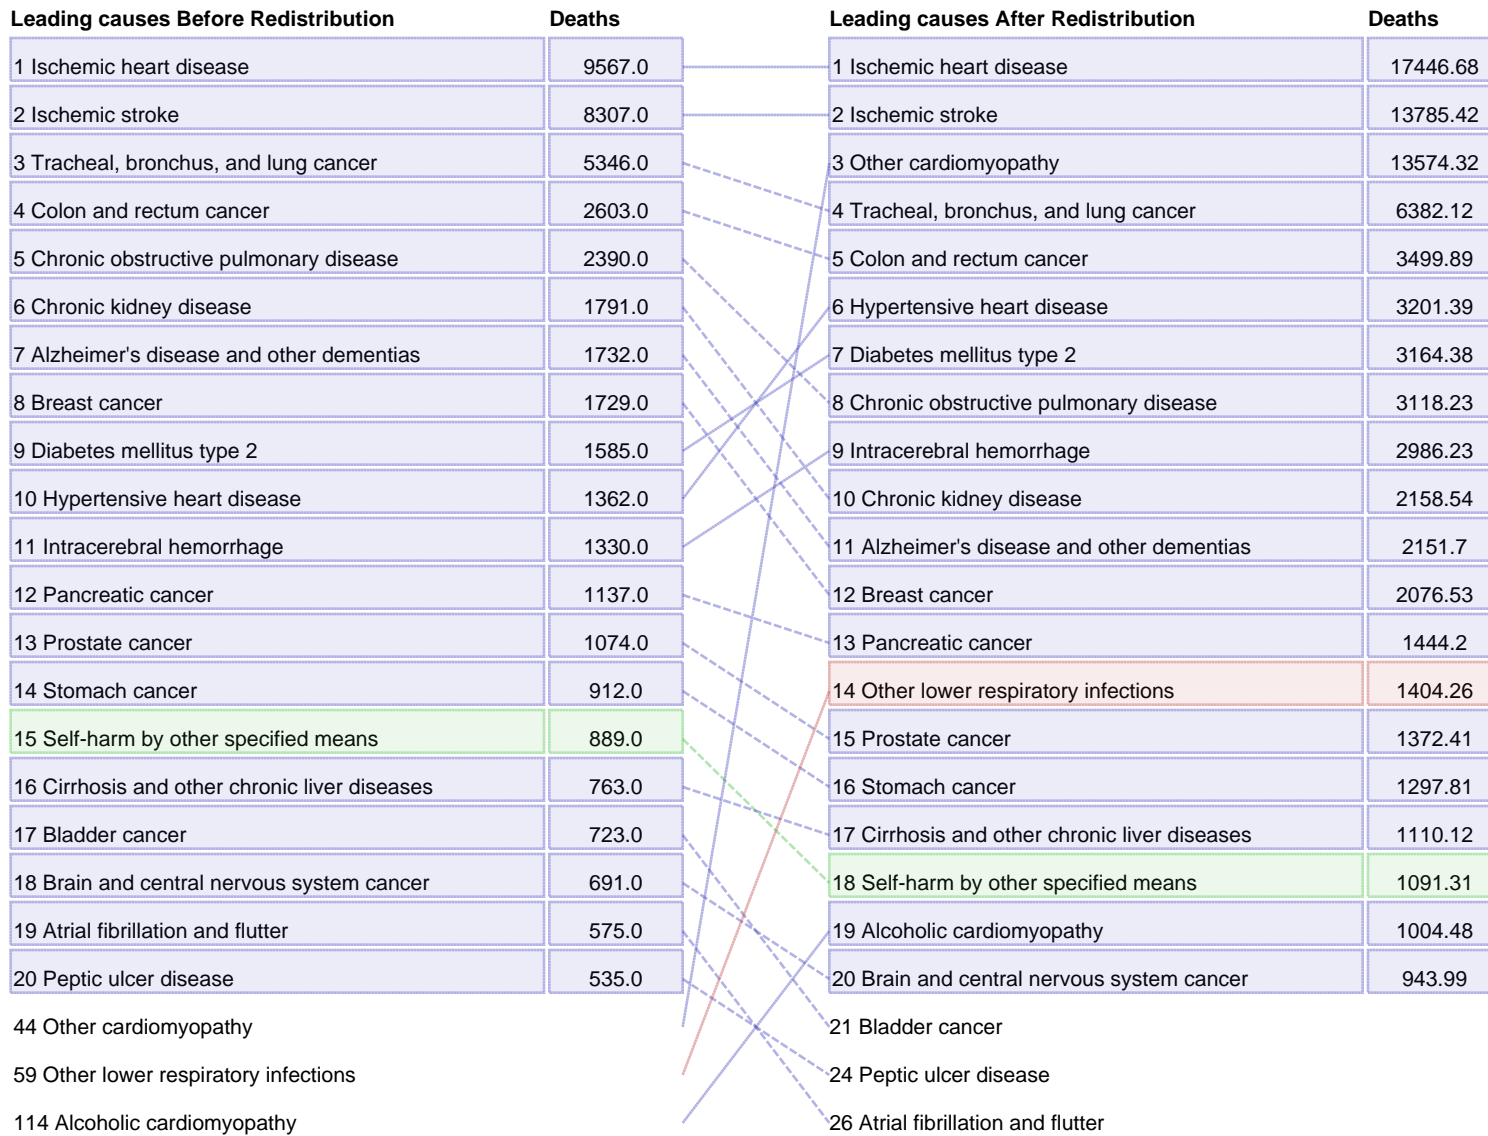 Leading causes Before Redistribution Deaths Leading causes After Redistribution Deaths
1 Ischemic heart disease 9567.0 1 Ischemic heart disease 17446.68
2 Ischemic stroke 8307.0 2 Ischemic stroke 13785.42
3 Tracheal, bronchus, and lung cancer 5346.0 3 Other cardiomyopathy 13574.32
4 Colon and rectum cancer 2603.0 4 Tracheal, bronchus, and lung cancer 6382.12
5 Chronic obstructive pulmonary disease 2390.0 5 Colon and rectum cancer 3499.89
6 Chronic kidney disease 1791.0 6 Hypertensive heart disease 3201.39
7 Alzheimer's disease and other dementias 1732.0 7 Diabetes mellitus type 2 3164.38
8 Breast cancer 1729.0 8 Chronic obstructive pulmonary disease 3118.23
9 Diabetes mellitus type 2 1585.0 9 Intracerebral hemorrhage 2986.23
10 Hypertensive heart disease 1362.0 10 Chronic kidney disease 2158.54
11 Intracerebral hemorrhage 1330.0 11 Alzheimer's disease and other dementias 2151.7
12 Pancreatic cancer 1137.0 12 Breast cancer 2076.53
13 Prostate cancer 1074.0 13 Pancreatic cancer 1444.2
14 Stomach cancer 912.0 14 Other lower respiratory infections 1404.26
15 Self-harm by other specified means 889.0 15 Prostate cancer 1372.41
16 Cirrhosis and other chronic liver diseases 763.0 16 Stomach cancer 1297.81
17 Bladder cancer 723.0 17 Cirrhosis and other chronic liver diseases 1110.12
18 Brain and central nervous system cancer 691.0 18 Self-harm by other specified means 1091.31
19 Atrial fibrillation and flutter 575.0 19 Alcoholic cardiomyopathy 1004.48
20 Peptic ulcer disease 535.0 20 Brain and central nervous system cancer 943.99
44 Other cardiomyopathy 21 Bladder cancer
59 Other lower respiratory infections 24 Peptic ulcer disease
114 Alcoholic cardiomyopathy 26 Atrial fibrillation and flutter